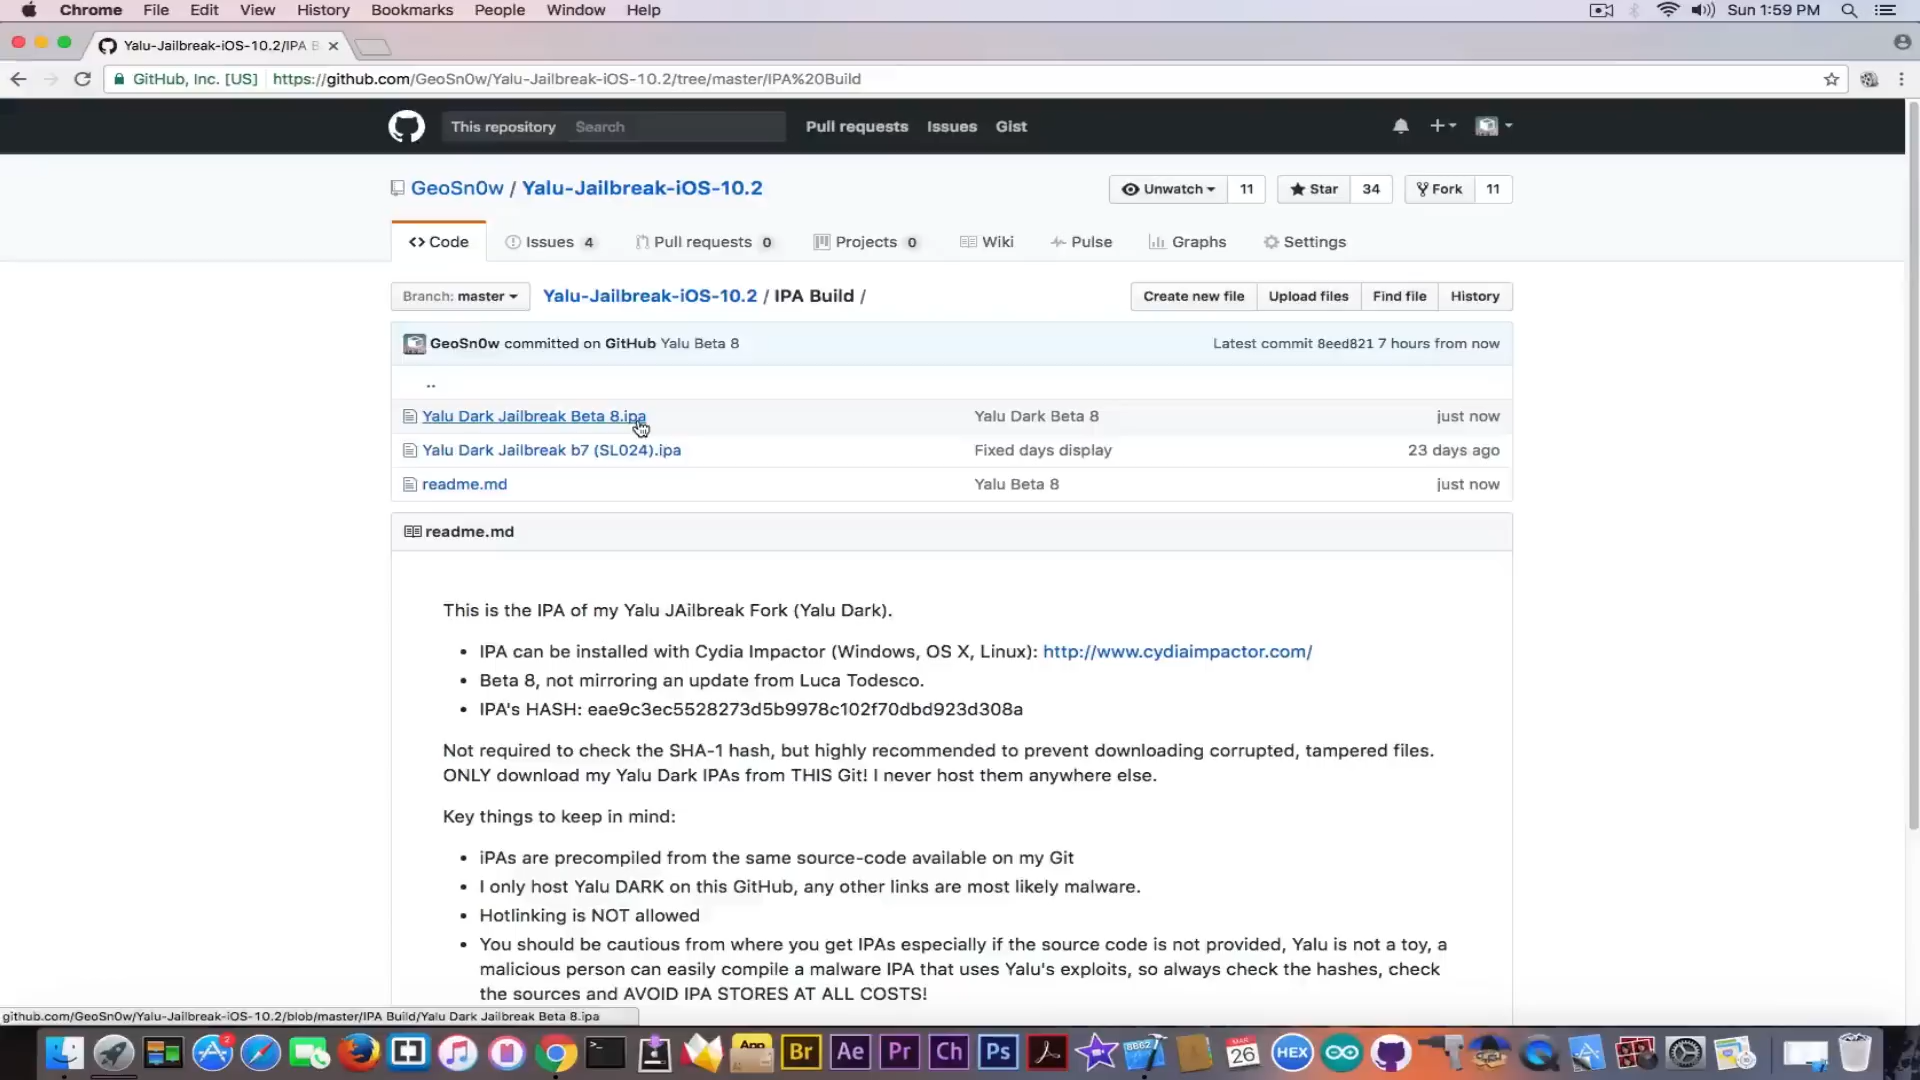 Chrome File Edit View History Bookmarks People Window Help Sun 1:59 PM
Yalu-Jailbreak-iOS-10.2/IPA B
GitHub, Inc. [US] https://github.com/GeoSn0w/Yalu-Jailbreak-iOS-10.2/tree/master/IPA%20Build
This repository Search Pull requests Issues Gist
GeoSn0w / Yalu-Jailbreak-iOS-10.2 Unwatch 11 Star 34 Fork 11
Code Issues 4 Pull requests 0 Projects 0 Wiki Pulse Graphs Settings
Branch: master Yalu-Jailbreak-iOS-10.2 / IPA Build / Create new file Upload files Find file History
GeoSn0w committed on GitHub Yalu Beta 8 Latest commit 8eed821 7 hours from now
..
Yalu Dark Jailbreak Beta 8.ipa Yalu Dark Beta 8 just now
Yalu Dark Jailbreak b7 (SL024).ipa Fixed days display 23 days ago
readme.md Yalu Beta 8 just now
readme.md
This is the IPA of my Yalu JAilbreak Fork (Yalu Dark).
• IPA can be installed with Cydia Impactor (Windows, OS X, Linux): http://www.cydiaimpactor.com/
• Beta 8, not mirroring an update from Luca Todesco.
• IPA's HASH: eae9c3ec5528273d5b9978c102f70dbd923d308a
Not required to check the SHA-1 hash, but highly recommended to prevent downloading corrupted, tampered files.
ONLY download my Yalu Dark IPAs from THIS Git! I never host them anywhere else.
Key things to keep in mind:
• iPAs are precompiled from the same source-code available on my Git
• I only host Yalu DARK on this GitHub, any other links are most likely malware.
• Hotlinking is NOT allowed
• You should be cautious from where you get IPAs especially if the source code is not provided, Yalu is not a toy, a
malicious person can easily compile a malware IPA that uses Yalu's exploits, so always check the hashes, check
the sources and AVOID IPA STORES AT ALL COSTS!
github.com/GeoSn0w/Yalu-Jailbreak-iOS-10.2/blob/master/IPA Build/Yalu Dark Jailbreak Beta 8.ipa
2 App Br Ae Pr Ch Ps MAR 26 HEX